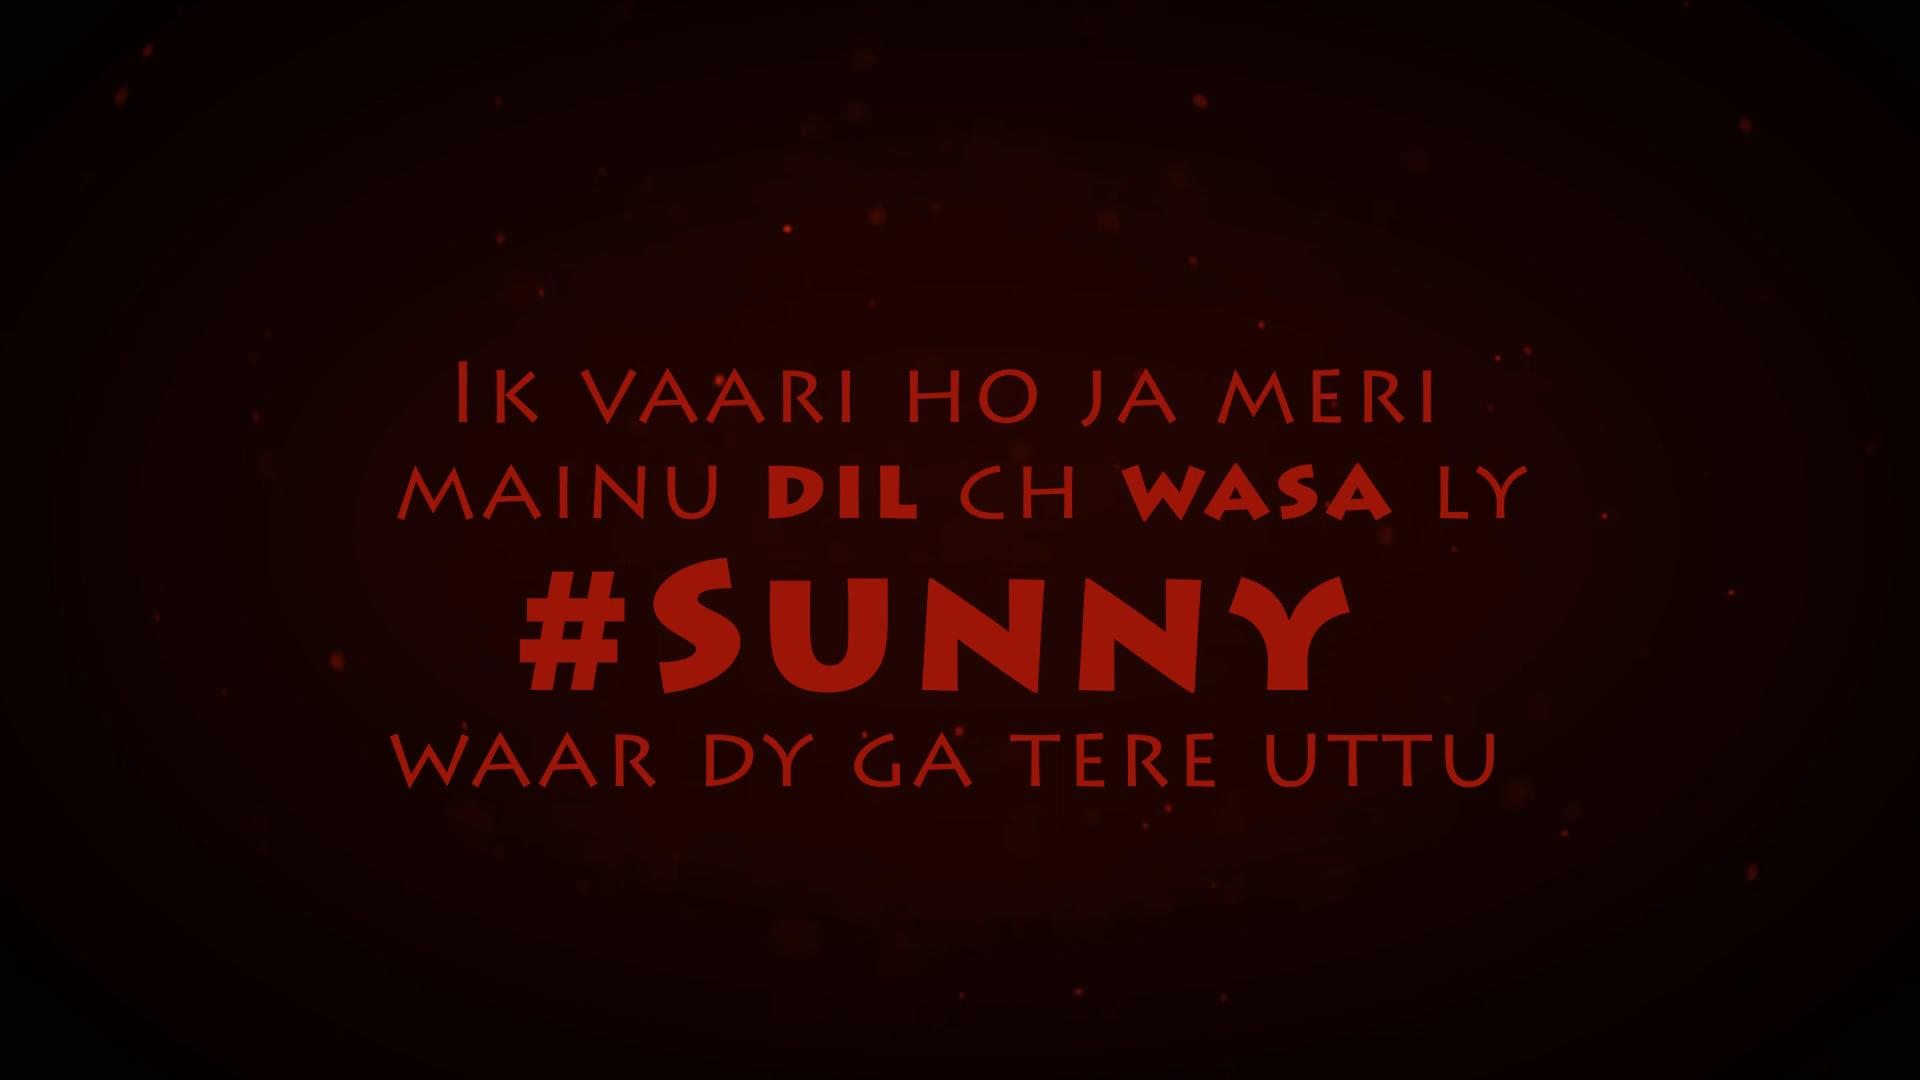 Ik vaari ho ja meri
mainu dil ch wasa ly
#Sunny
waar dy ga tere uttu